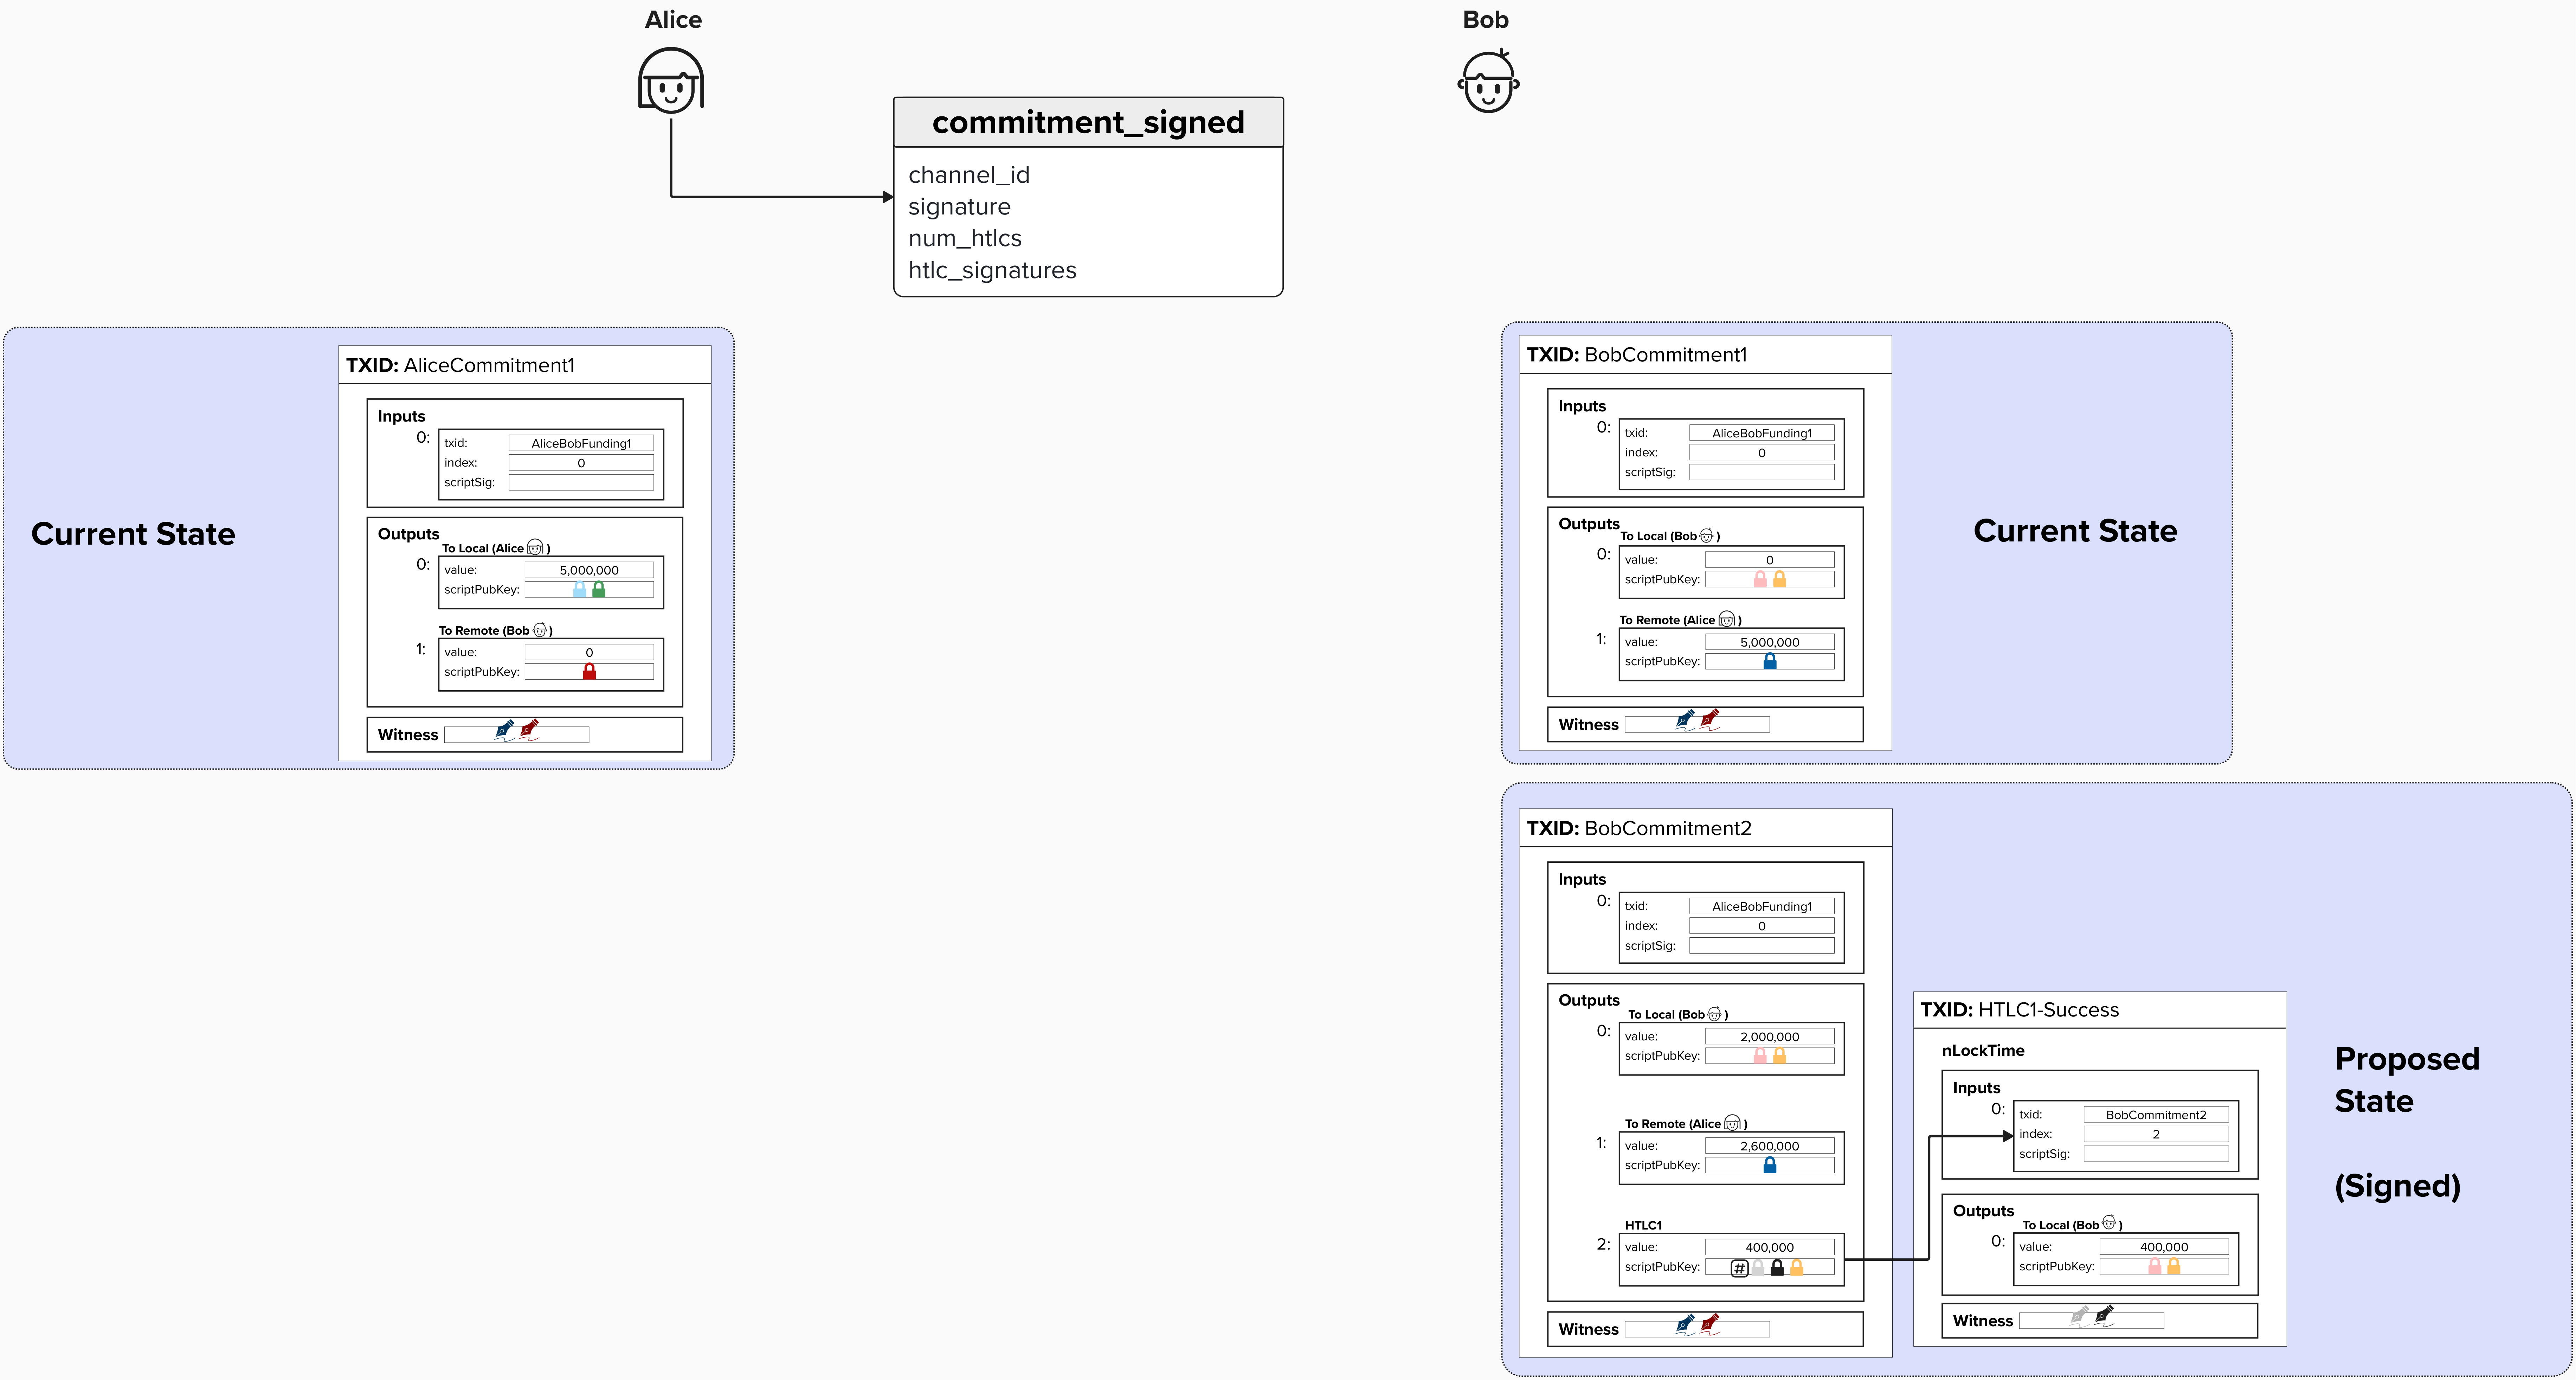 Alice
Bob
commitment_signed
channel_id
signature
num_htlcs
htlc_signatures
Current State
TXID: AliceCommitment1
Inputs
0:
txid: AliceBobFunding1
index: 0
scriptSig:
Outputs
To Local (Alice )
0:
value: 5,000,000
scriptPubKey:
To Remote (Bob )
1:
value: 0
scriptPubKey:
Witness
TXID: BobCommitment1
Inputs
0:
txid: AliceBobFunding1
index: 0
scriptSig:
Outputs
To Local (Bob )
0:
value: 0
scriptPubKey:
To Remote (Alice )
1:
value: 5,000,000
scriptPubKey:
Witness
Current State
TXID: BobCommitment2
Inputs
0:
txid: AliceBobFunding1
index: 0
scriptSig:
Outputs
To Local (Bob )
0:
value: 2,000,000
scriptPubKey:
To Remote (Alice )
1:
value: 2,600,000
scriptPubKey:
HTLC1
2:
value: 400,000
scriptPubKey: #
Witness
TXID: HTLC1-Success
nLockTime
Inputs
0:
txid: BobCommitment2
index: 2
scriptSig:
Outputs
To Local (Bob )
0:
value: 400,000
scriptPubKey:
Witness
Proposed
State
(Signed)